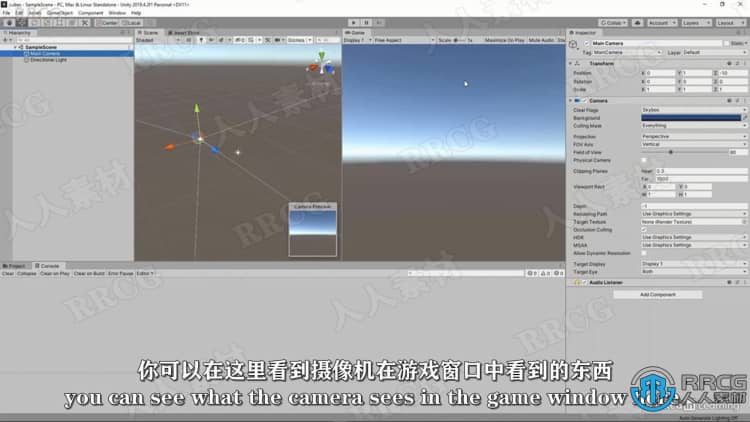 cubes - SampleScene - PC, Mac & Linux Standalone - Unity 2019.4.21 Personal <DX11>
File Edit Assets GameObject Component Window Help
Center Local
Collab Account Layers Layout
Hierarchy
SampleScene
Main Camera
Directional Light
Scene Asset Store
Shaded 2D Gizmos
Camera Preview
Game
Display 1 Free Aspect Scale 1x Maximize On Play Mute Audio
Project Console
Clear Collapse Clear on Play Clear on Build Error Pause Editor
0 0 0
Inspector
Main Camera Static
Tag MainCamera Layer Default
Transform
Position X 0 Y 1 Z -10
Rotation X 0 Y 0 Z 0
Scale X 1 Y 1 Z 1
Camera
Clear Flags Skybox
Background
Culling Mask Everything
Projection Perspective
FOV Axis Vertical
Field of View 60
Physical Camera
Clipping Planes Near 0.3
Far 1000
Viewport Rect X 0 Y 0
W 1 H 1
Depth -1
Rendering Path Use Graphics Settings
Target Texture None (Render Texture)
Occlusion Culling
HDR Use Graphics Settings
MSAA Use Graphics Settings
Allow Dynamic Resolution
Target Display Display 1
Target Eye Both
Audio Listener
Add Component
你可以在这里看到摄像机在游戏窗口中看到的东西
you can see what the camera sees in the game window
RRCG
人人素材
Auto Generate Lighting Off